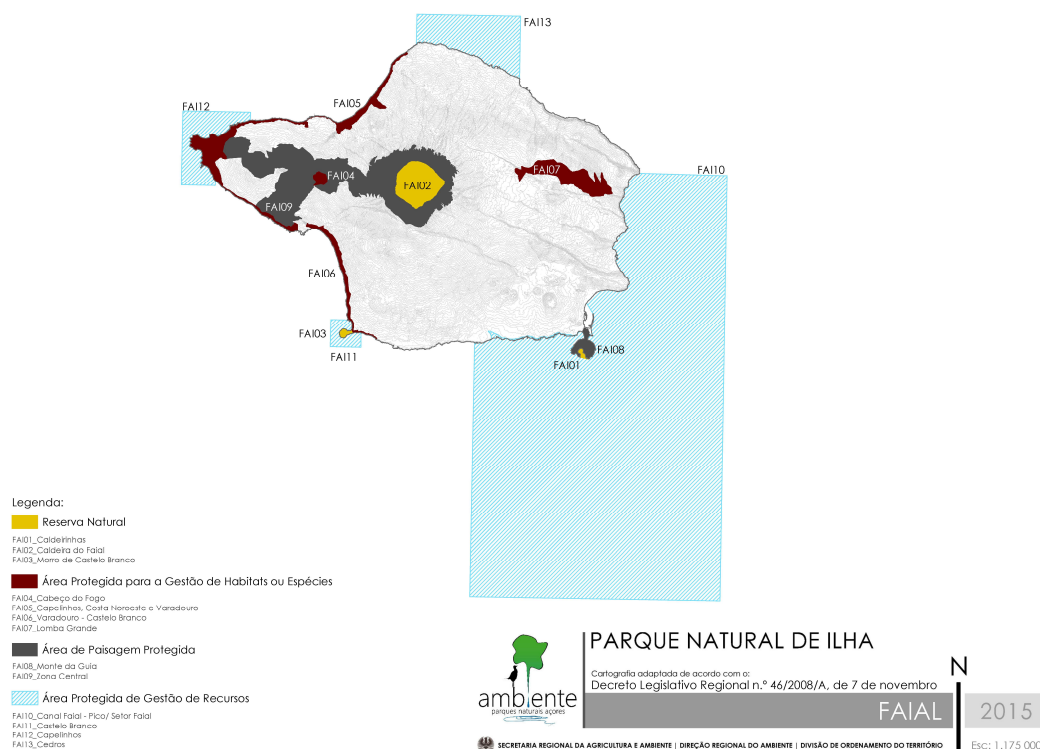 FAI13
FAI12
FAI05
FAI04
FAI02
FAI07
FAI10
FAI09
FAI06
FAI03
FAI11
FAI08
FAI01
Legenda:
Reserva Natural
FAI01_Caldeirinhas
FAI02_Caldeira do Faial
FAI03_Morro de Castelo Branco
Área Protegida para a Gestão de Habitats ou Espécies
FAI04_Cabeço do Fogo
FAI05_Capelinhos, Costa Noroeste e Varadouro
FAI06_Varadouro - Castelo Branco
FAI07_Lomba Grande
Área de Paisagem Protegida
FAI08_Monte da Guia
FAI09_Zona Central
Área Protegida de Gestão de Recursos
FAI10_Canal Faial - Pico/ Setor Faial
FAI11_Castelo Branco
FAI12_Capelinhos
FAI13_Cedros
ambiente
parques naturais açores
PARQUE NATURAL DE ILHA
Cartografia adaptada de acordo com o:
Decreto Legislativo Regional n.º 46/2008/A, de 7 de novembro
N
FAIAL
2015
SECRETARIA REGIONAL DA AGRICULTURA E AMBIENTE | DIREÇÃO REGIONAL DO AMBIENTE | DIVISÃO DE ORDENAMENTO DO TERRITÓRIO
Esc: 1.175 000